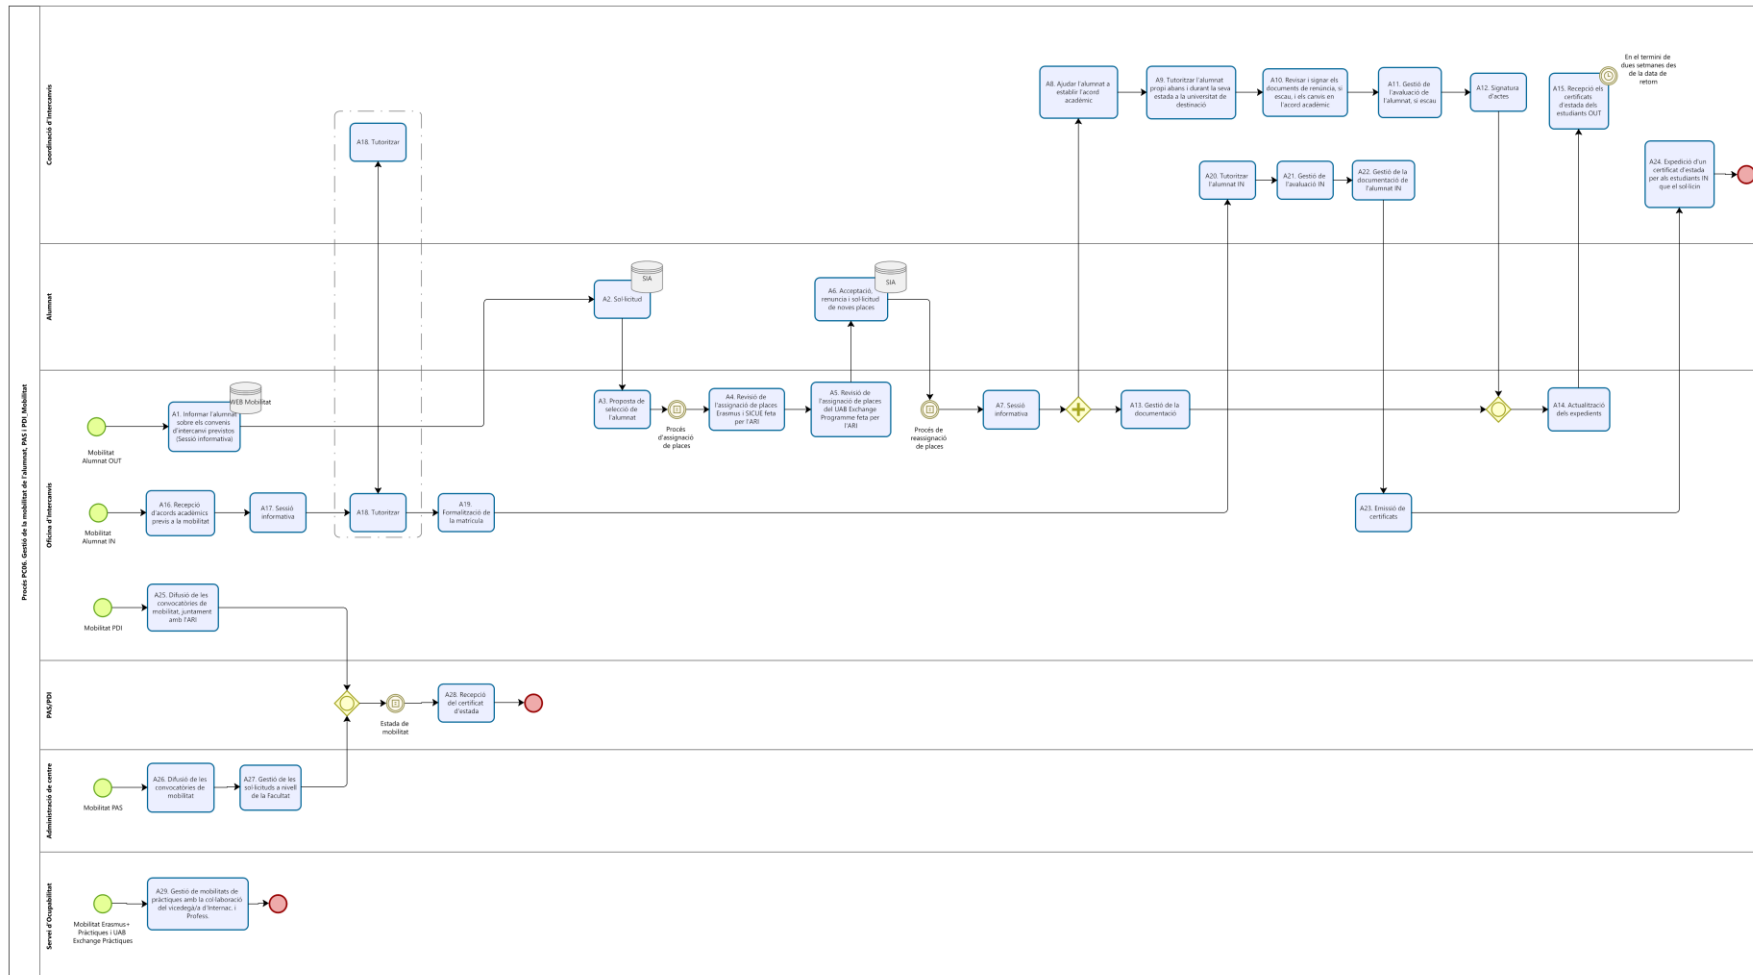 Procés PC06. Gestió de la mobilitat de l'alumnat, PAS i PDI_Mobilitat
Coordinació d'Intercanvis
A18. Tutoritzar
A8. Ajudar l'alumnat a
establir l'acord
acadèmic
A9. Tutoritzar l'alumnat
propi abans i durant la seva
estada a la universitat de
destinació
A10. Revisar i signar els
documents de renúncia, si
escau, i els canvis en
l'acord acadèmic
A11. Gestió de
l'avaluació de
l'alumnat, si escau
A12. Signatura
d'actes
A15. Recepció els
certificats
d'estada dels
estudiants OUT
En el termini de
dues setmanes des
de la data de
retorn
A20. Tutoritzar
l'alumnat IN
A21. Gestió de
l'avaluació IN
A22. Gestió de la
documentació de
l'alumnat IN
A24. Expedició d'un
certificat d'estada
per als estudiants IN
que el sol·licin
Alumnat
A2. Sol·licitud
SIA
A6. Acceptació,
renuncia i sol·licitud
de noves places
SIA
Oficina d'Intercanvis
Mobilitat
Alumnat OUT
A1. Informar l'alumnat
sobre els convenis
d'intercanvi previstos
(Sessió informativa)
WEB Mobilitat
A3. Proposta de
selecció de
l'alumnat
Procés
d'assignació
de places
A4. Revisió de
l'assignació de places
Erasmus i SICUE feta
per l'ARI
A5. Revisió de
l'assignació de places
del UAB Exchange
Programme feta per
l'ARI
Procés de
reassignació
de places
A7. Sessió
informativa
A13. Gestió de la
documentació
A14. Actualització
dels expedients
Mobilitat
Alumnat IN
A16. Recepció
d'acords acadèmics
previs a la mobilitat
A17. Sessió
informativa
A18. Tutoritzar
A19.
Formalització de
la matrícula
A23. Emissió de
certificats
Mobilitat PDI
A25. Difusió de les
convocatòries de
mobilitat, juntament
amb l'ARI
PAS/PDI
Estada de
mobilitat
A28. Recepció
del certificat
d'estada
Administració de centre
Mobilitat PAS
A26. Difusió de les
convocatòries de
mobilitat
A27. Gestió de les
sol·licituds a nivell
de la Facultat
Servei d'Ocupabilitat
Mobilitat Erasmus+
Pràctiques i UAB
Exchange Pràctiques
A29. Gestió de mobilitats de
pràctiques amb la col·laboració
del vicedegà/a d'Internac. i
Profess.